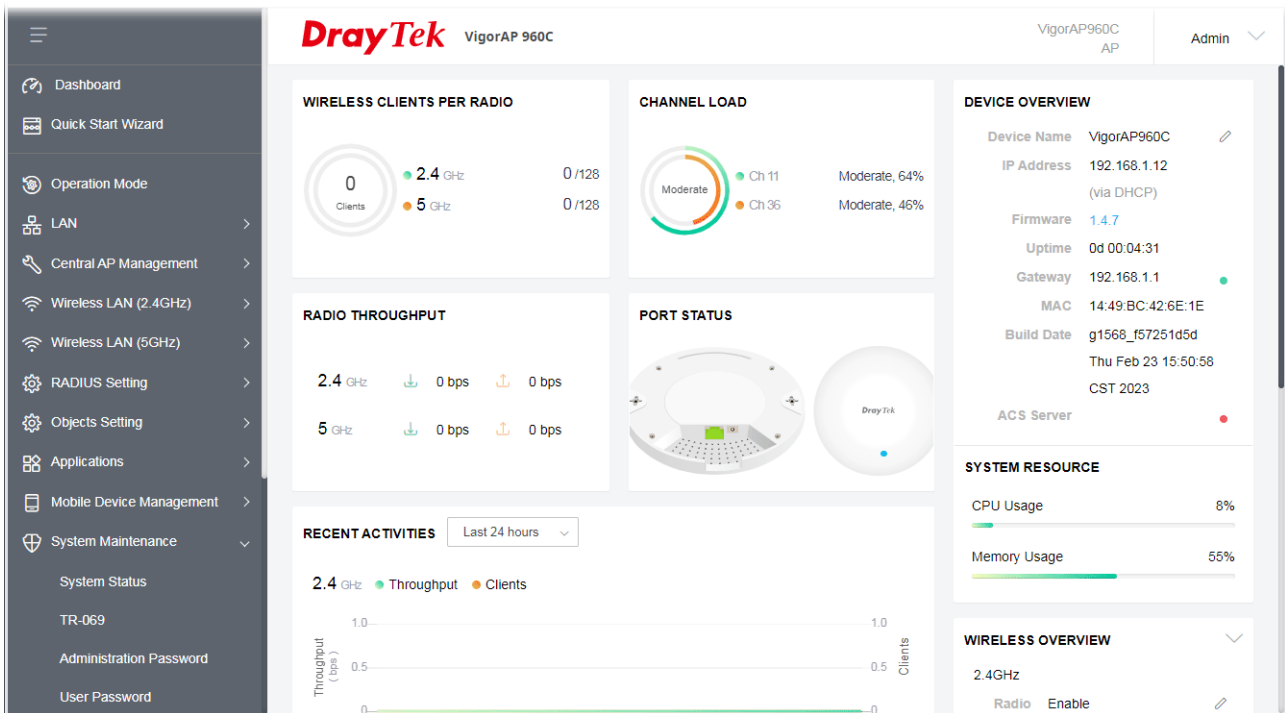 DrayTek VigorAP 960C
VigorAP960C
AP
Admin
Dashboard
Quick Start Wizard
Operation Mode
LAN
Central AP Management
Wireless LAN (2.4GHz)
Wireless LAN (5GHz)
RADIUS Setting
Objects Setting
Applications
Mobile Device Management
System Maintenance
System Status
TR-069
Administration Password
User Password
WIRELESS CLIENTS PER RADIO
0
Clients
2.4 GHz 0 /128
5 GHz 0 /128
CHANNEL LOAD
Moderate
Ch 11 Moderate, 64%
Ch 36 Moderate, 46%
RADIO THROUGHPUT
2.4 GHz 0 bps 0 bps
5 GHz 0 bps 0 bps
PORT STATUS
DrayTek
RECENT ACTIVITIES Last 24 hours
2.4 GHz Throughput Clients
Throughput
( bps )
1.0
0.5
0
1.0
0.5
0
Clients
DEVICE OVERVIEW
Device Name VigorAP960C
IP Address 192.168.1.12
(via DHCP)
Firmware 1.4.7
Uptime 0d 00:04:31
Gateway 192.168.1.1
MAC 14:49:BC:42:6E:1E
Build Date g1568_f57251d5d
Thu Feb 23 15:50:58
CST 2023
ACS Server
SYSTEM RESOURCE
CPU Usage 8%
Memory Usage 55%
WIRELESS OVERVIEW
2.4GHz
Radio Enable